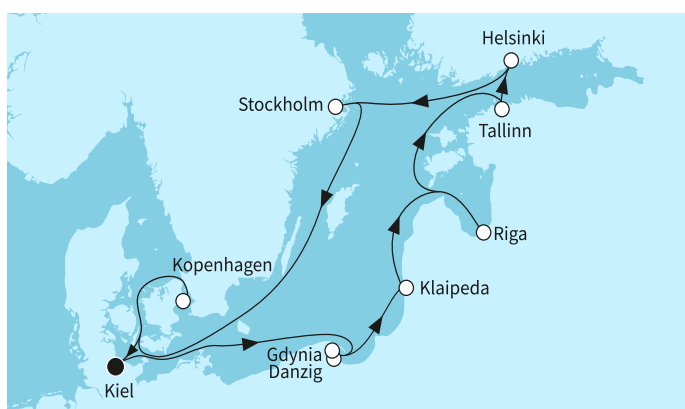 Helsinki
Stockholm
Tallinn
Riga
Kopenhagen
Klaipeda
Gdynia
Danzig
Kiel